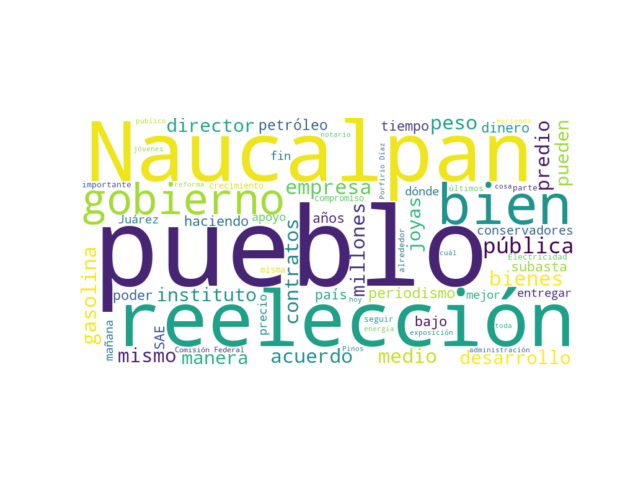 público
director
petróleo
tiempo
peso
Hacienda
dinero
notario
Naucalpan
jóvenes
fin
Porfirio Díaz
predio
pueden
importante
reforma
crecimiento
empresa
dónde
últimos
cosa
parte
gobierno
compromiso
bien
Juárez
haciendo
apoyo
años
millones
joyas
conservadores
pueblo
contratos
alrededor
cuál
pública
Electricidad
subasta
gasolina
misma
bienes
poder
instituto
precio
país
hoy
periodismo
mejor
entregar
reelección
mañana
SAE
seguir
energía
bajo
exposición
toda
mismo
Comisión Federal
manera
acuerdo
Pinos
medio
administración
desarrollo